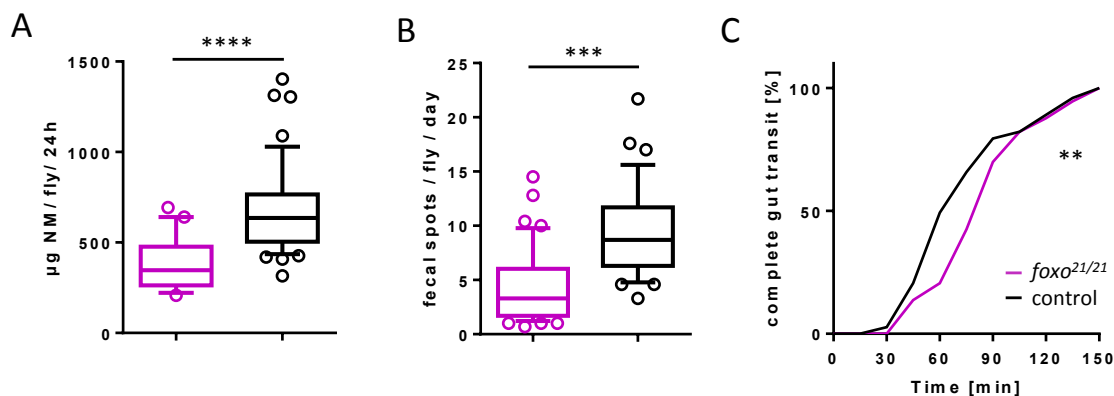 A
µg NM/fly/24h
1500
1000
500
0
****
B
fecal spots/fly/day
25
20
15
10
5
0
***
C
complete gut transit [%]
100
50
0
**
foxo21/21
control
0 30 60 90 120 150
Time [min]